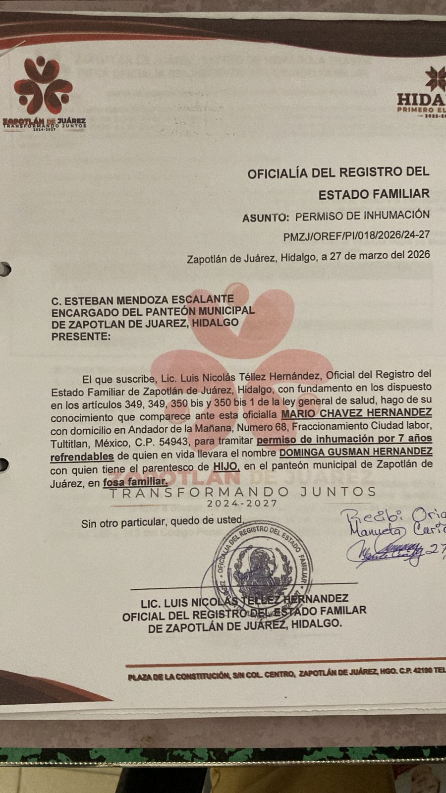 ZAPOTLÁN DE JUÁREZ
TRANSFORMANDO JUNTOS
2024-2027
HIDA
PRIMERO EL
OFICIALÍA DEL REGISTRO DEL
ESTADO FAMILIAR
ASUNTO: PERMISO DE INHUMACIÓN
PMZJ/OREF/PI/018/2026/24-27
Zapotlán de Juárez, Hidalgo, a 27 de marzo del 2026
C. ESTEBAN MENDOZA ESCALANTE
ENCARGADO DEL PANTEÓN MUNICIPAL
DE ZAPOTLAN DE JUAREZ, HIDALGO
PRESENTE:
El que suscribe, Lic. Luis Nicolás Téllez Hernández, Oficial del Registro del
Estado Familiar de Zapotlán de Juárez, Hidalgo, con fundamento en los dispuesto
en los artículos 349, 349, 350 bis y 350 bis 1 de la ley general de salud, hago de su
conocimiento que comparece ante esta oficialía MARIO CHAVEZ HERNANDEZ
con domicilio en Andador de la Mañana, Numero 68, Fraccionamiento Ciudad labor,
Tultitlan, México, C.P. 54943, para tramitar permiso de inhumación por 7 años
refrendables de quien en vida llevara el nombre DOMINGA GUSMAN HERNANDEZ
con quien tiene el parentesco de HIJO, en el panteón municipal de Zapotlán de
Juárez, en fosa familiar.
ZAPOTLÁN DE JUÁREZ
TRANSFORMANDO JUNTOS
2024-2027
Sin otro particular, quedo de usted.
Recibi Orig
Manuela
27
OFICIALIA DEL REGISTRO DEL ESTADO FAMILIAR
LIC. LUIS NICOLÁS TÉLLEZ HERNANDEZ
OFICIAL DEL REGISTRO DEL ESTADO FAMILAR
DE ZAPOTLÁN DE JUÁREZ, HIDALGO.
PLAZA DE LA CONSTITUCIÓN, S/N COL. CENTRO, ZAPOTLÁN DE JUÁREZ, HGO. C.P. 42190 TEL